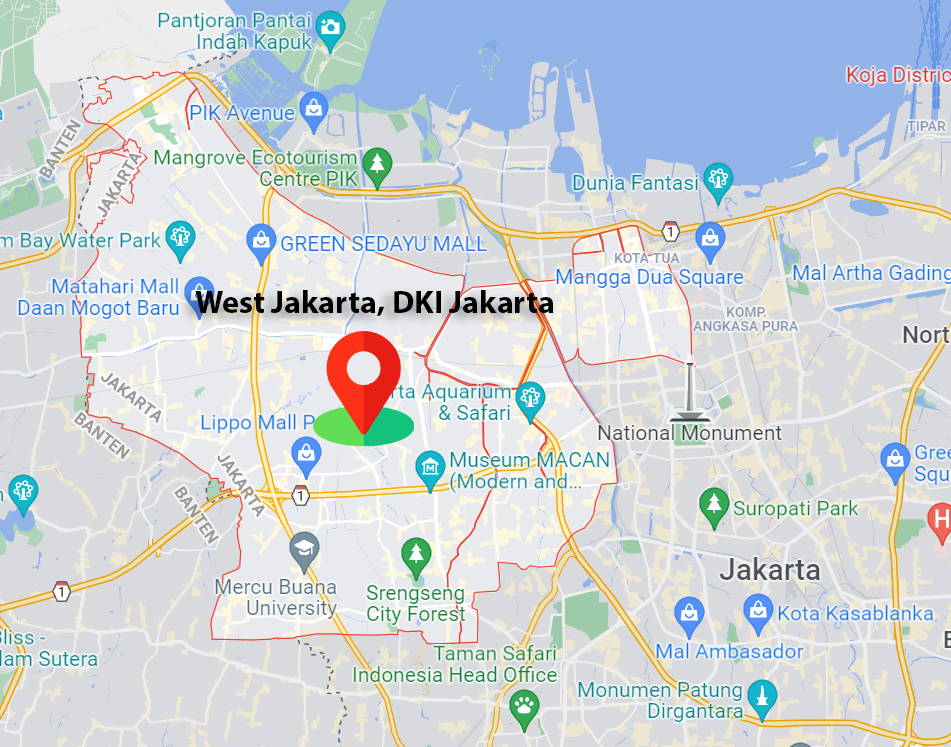 Pantjoran Pantai
Indah Kapuk
Koja Distric
PIK Avenue
TIPAR
BANTEN
JAKARTA
Mangrove Ecotourism
Centre PIK
Dunia Fantasi
1
m Bay Water Park
GREEN SEDAYU MALL
KOTA TUA
Mangga Dua Square
Mal Artha Gading
Matahari Mall
Daan Mogot Baru
West Jakarta, DKI Jakarta
KOMP.
ANGKASA PURA
Nort
JAKARTA
BANTEN
rta Aquarium
& Safari
Lippo Mall P
National Monument
Museum MACAN
(Modern and...
Gree
Squ
JAKARTA
BANTEN
n
1
Suropati Park
H
Mercu Buana
University
Srengseng
City Forest
Jakarta
1
Kota Kasablanka
Mal Ambasador
Bliss -
lam Sutera
Taman Safari
Indonesia Head Office
Monumen Patung
Dirgantara